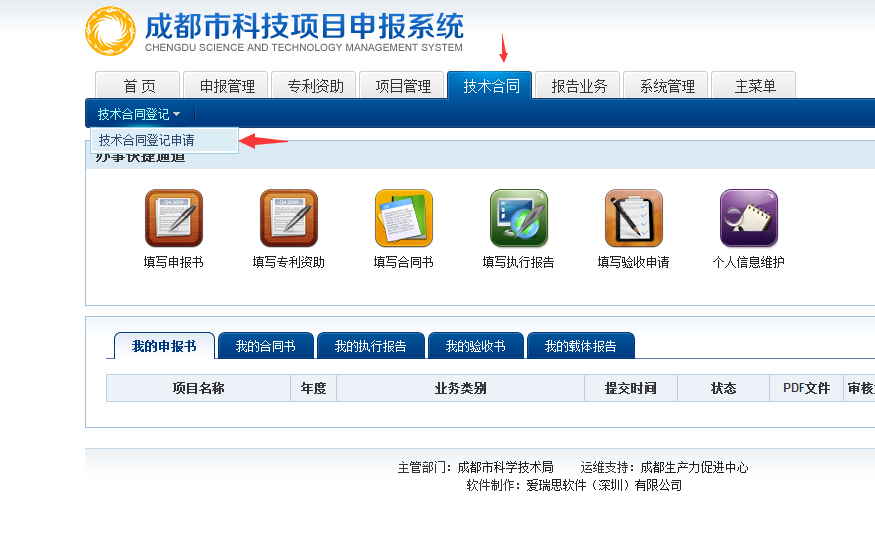 成都市科技项目申报系统
CHENGDU SCIENCE AND TECHNOLOGY MANAGEMENT SYSTEM
首 页 申报管理 专利资助 项目管理 技术合同 报告业务 系统管理 主菜单
技术合同登记
技术合同登记申请
办事快捷通道
填写申报书 填写专利资助 填写合同书 填写执行报告 填写验收申请 个人信息维护
我的申报书 我的合同书 我的执行报告 我的验收书 我的载体报告
项目名称 年度 业务类别 提交时间 状态 PDF文件 审核
主管部门：成都市科学技术局 运维支持：成都生产力促进中心
软件制作：爱瑞思软件（深圳）有限公司